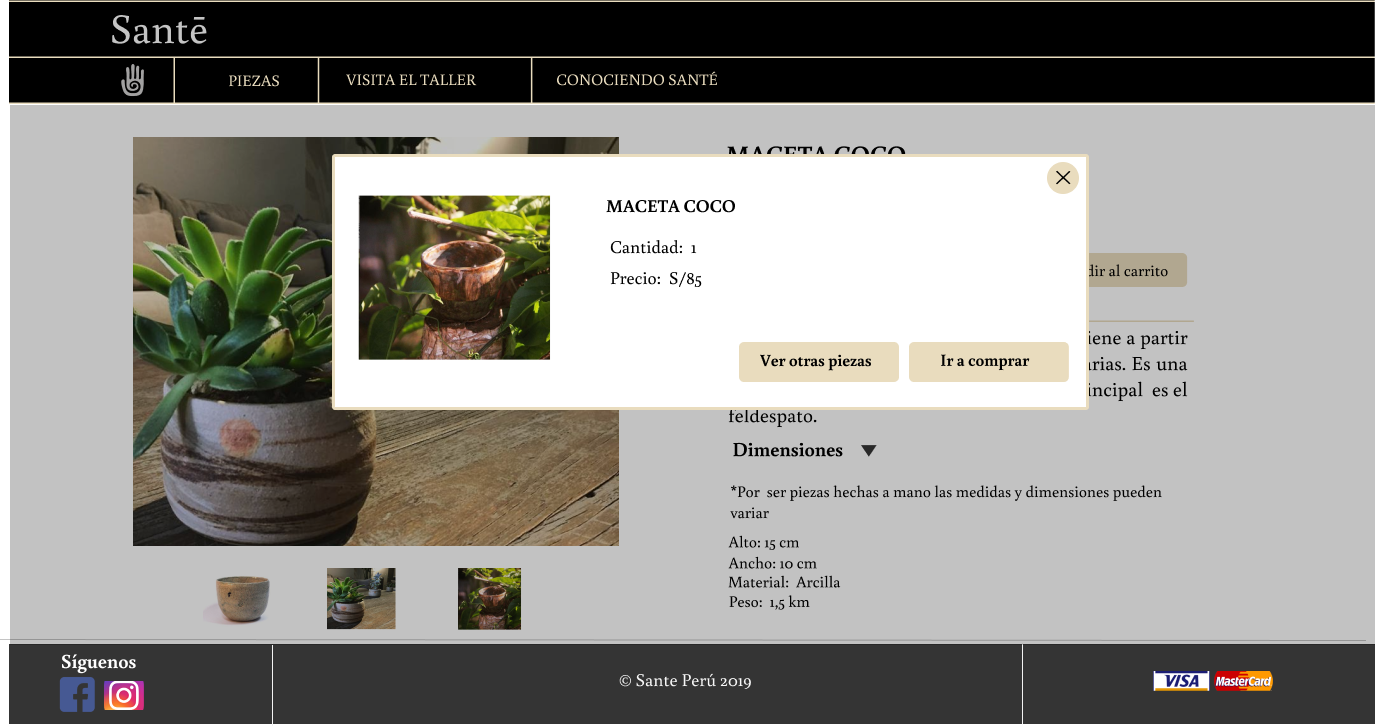 Santē
PIEZAS
VISITA EL TALLER
CONOCIENDO SANTÉ
MACETA COCO
MACETA COCO
Cantidad: 1
Precio: S/85
Ver otras piezas
Ir a comprar
dir al carrito
iene a partir
arias. Es una
incipal es el
feldespato.
Dimensiones
*Por ser piezas hechas a mano las medidas y dimensiones pueden
variar
Alto: 15 cm
Ancho: 10 cm
Material: Arcilla
Peso: 1,5 km
Síguenos
© Sante Perú 2019
VISA
MasterCard